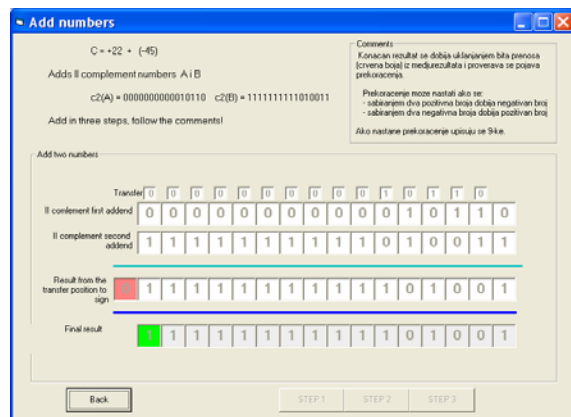 Add numbers
C = +22 + (-45)
Adds II complement numbers A i B
c2(A) = 0000000000010110 c2(B) = 1111111111010011
Add in three steps, follow the comments!
Comments
Konacan rezultat se dobija uklanjanjem bita prenosa
(crvena boja) iz medjurezultata i proverava se pojava
prekoracenja.
Prekoracenje moze nastati ako se:
- sabiranjem dva pozitivna broja dobija negativan broj
- sabiranjem dva negativna broja dobija pozitivan broj
Ako nastane prekoracenje upisuju se 9-ke.
Add two numbers
Transfer 0 0 0 0 0 0 0 0 0 0 1 0 1 1 0
II comlement first addend 0 0 0 0 0 0 0 0 0 0 0 1 0 1 1 0
II complement second
addend 1 1 1 1 1 1 1 1 1 1 0 1 0 0 1 1
Result from the
transfer position to
sign 0 1 1 1 1 1 1 1 1 1 1 1 0 1 0 0 1
Final result 1 1 1 1 1 1 1 1 1 1 1 0 1 0 0 1
Back STEP 1 STEP 2 STEP 3